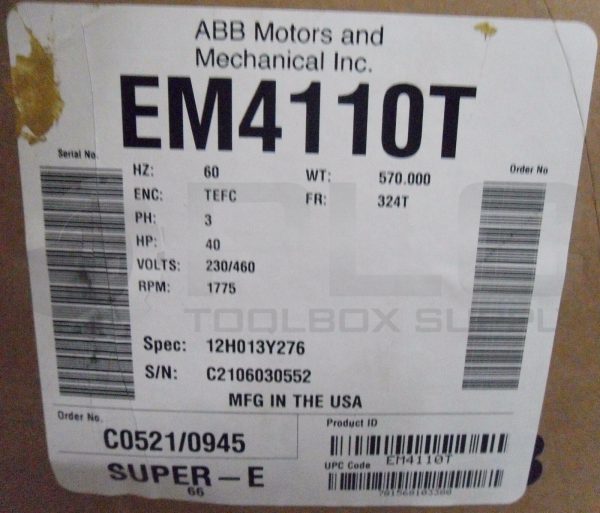 ABB Motors and
Mechanical Inc.
EM4110T
Serial No.
Order No
HZ: 60 WT: 570.000
ENC: TEFC FR: 324T
PH: 3
HP: 40
VOLTS: 230/460
RPM: 1775
TOOLBOX SUPPL
Spec: 12H013Y276
S/N: C2106030552
MFG IN THE USA
Order No.
C0521/0945
SUPER-E
66
Product ID
EM4110T
UPC Code
781568103388